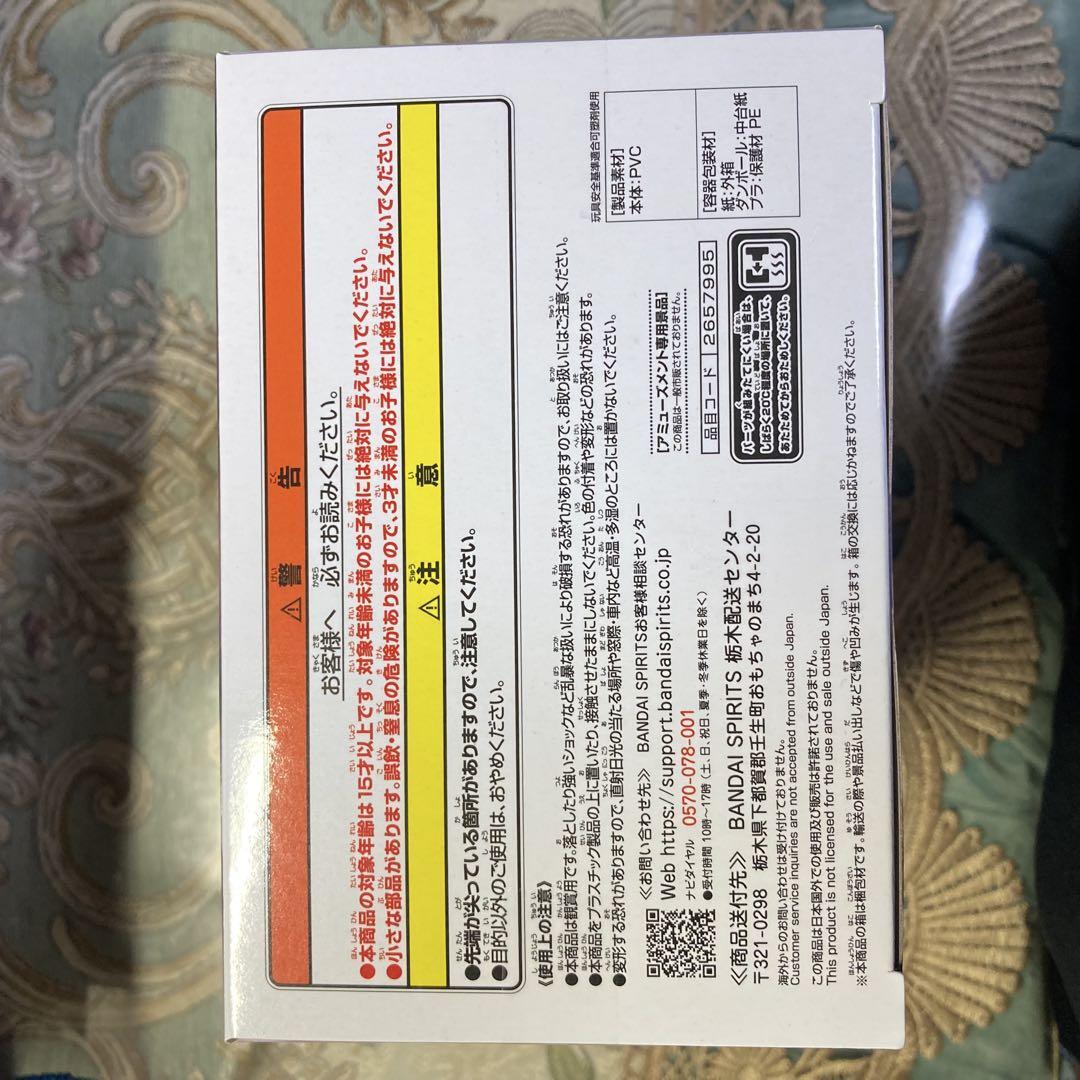 ⚠警告
お客様へ 必ずお読みください。
●本商品の対象年齢は15才以上です。対象年齢未満のお子様には絶対に与えないでください。
●小さな部品があります。誤飲・窒息の危険がありますので、3才未満のお子様には絶対に与えないでください。
⚠注意
●先端が尖っている箇所がありますので、注意してください。
●目的以外のご使用は、おやめください。
《使用上の注意》
●本商品は観賞用です。落としたり強いショックなど乱暴な扱いにより破損する恐れがありますので、お取り扱いにはご注意ください。
●本商品をプラスチック製品の上に置いたり、接触させたままにしないでください。色の付着や変形などの恐れがあります。
●変形する恐れがありますので、直射日光の当たる場所や窓際・車内など高温・多湿のところには置かないでください。
玩具安全基準適合可塑剤使用
[製品素材]
本体:PVC
[容器包装材]
紙:外箱
ダンボール:中台紙
プラ:保護材 PE
[アミューズメント専用景品]
この商品は一般市販されておりません。
品目コード 2657995
パーツが組みたてにくい場合は、
しばらく20℃程度の場所に置いて、
あたためてからおためしください。
《お問い合わせ先》 BANDAI SPIRITSお客様相談センター
Web https://support.bandaispirits.co.jp
ナビダイヤル 0570-078-001
●受付時間 10時~17時(土、日、祝日、夏季・冬季休業日を除く)
《商品送付先》 BANDAI SPIRITS 栃木配送センター
〒321-0298 栃木県下都賀郡壬生町おもちゃのまち4-2-20
海外からのお問い合わせは受け付けておりません。
Customer service inquiries are not accepted from outside Japan.
この商品は日本国外での使用及び販売は許諾されておりません。
This product is not licensed for the use and sale outside Japan.
※本商品の箱は梱包材です。輸送の際や景品払い出しなどで傷や凹みが生じます。箱の交換には応じかねますのでご了承ください。